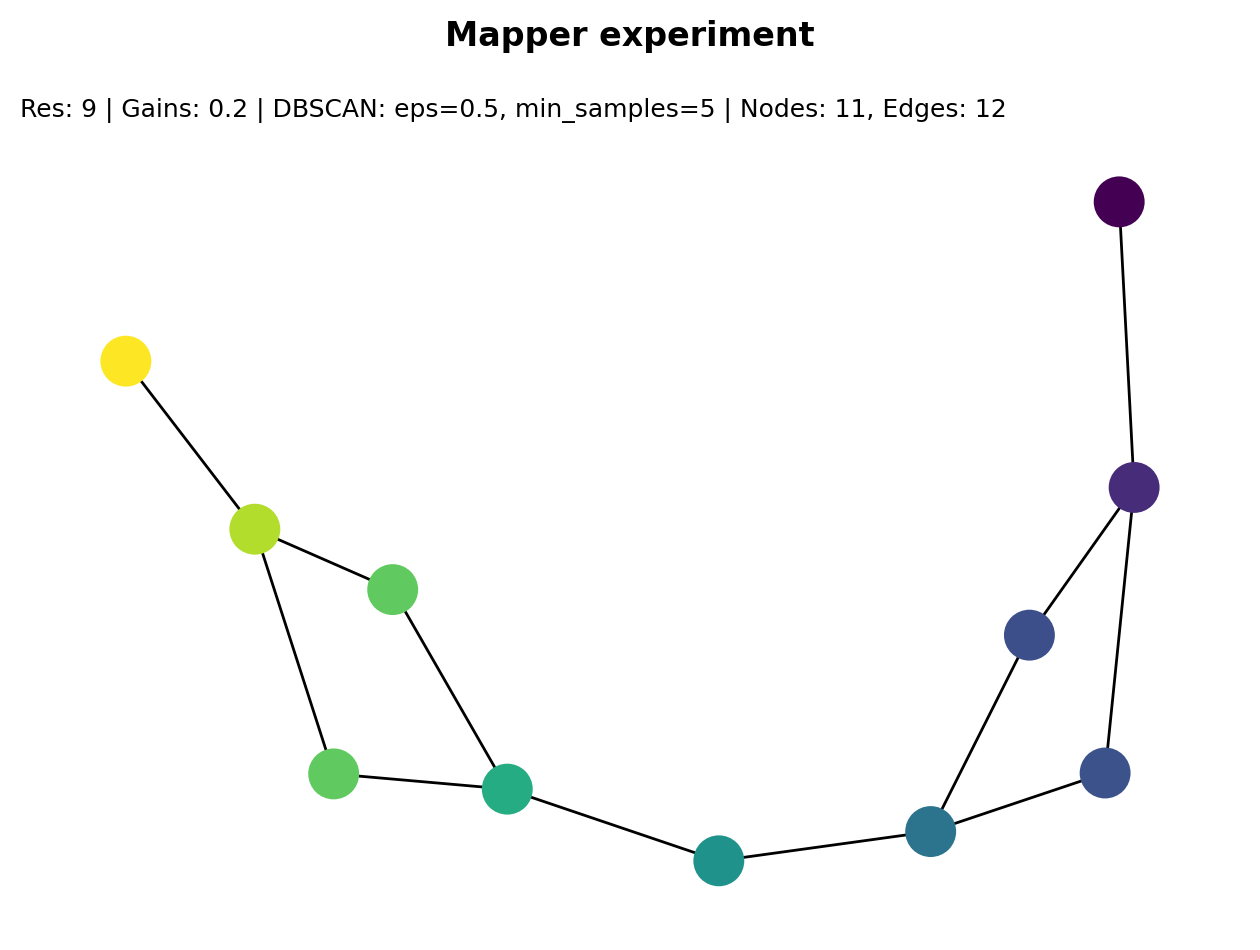 Mapper experiment
Res: 9 | Gains: 0.2 | DBSCAN: eps=0.5, min_samples=5 | Nodes: 11, Edges: 12